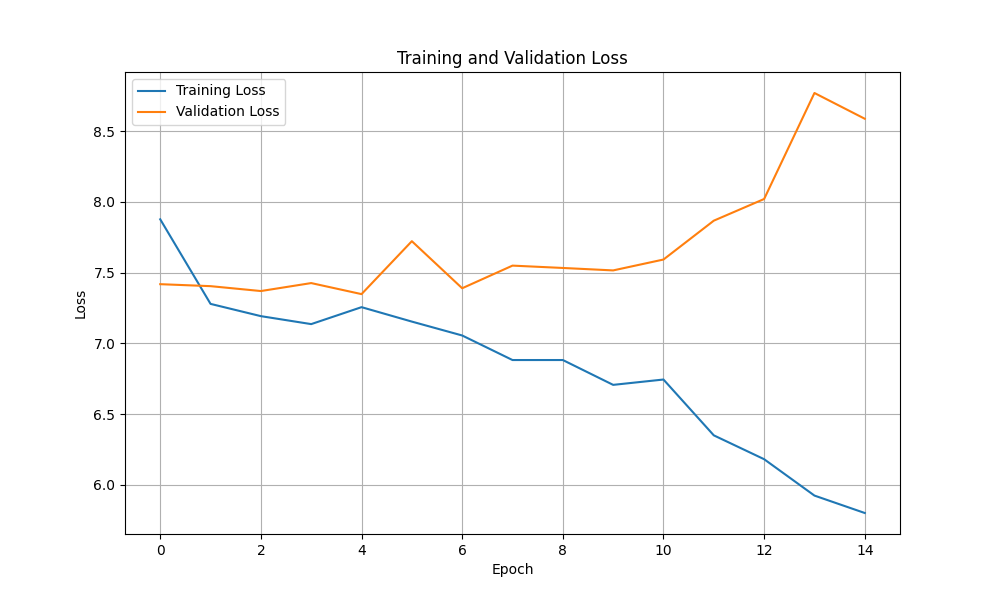 Training and Validation Loss
Training Loss
Validation Loss
8.5
8.0
7.5
7.0
6.5
6.0
Loss
0 2 4 6 8 10 12 14
Epoch